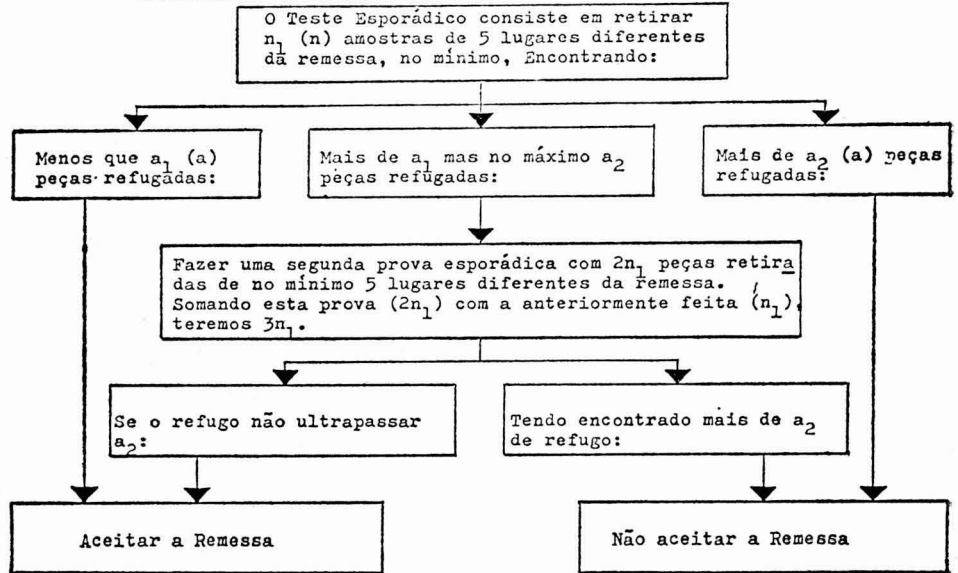 O Teste Esporádico consiste em retirar
n₁ (n) amostras de 5 lugares diferentes
da remessa, no mínimo, Encontrando:
Menos que a₁ (a)
peças refugadas:
Mais de a₁ mas no máximo a₂
peças refugadas:
Mais de a₂ (a) peças
refugadas:
Fazer uma segunda prova esporádica com 2n₁ peças retira
das de no mínimo 5 lugares diferentes da remessa.
Somando esta prova (2n₁) com a anteriormente feita (n₁),
teremos 3n₁.
Se o refugo não ultrapassar
a₂:
Tendo encontrado mais de a₂
de refugo:
Aceitar a Remessa
Não aceitar a Remessa